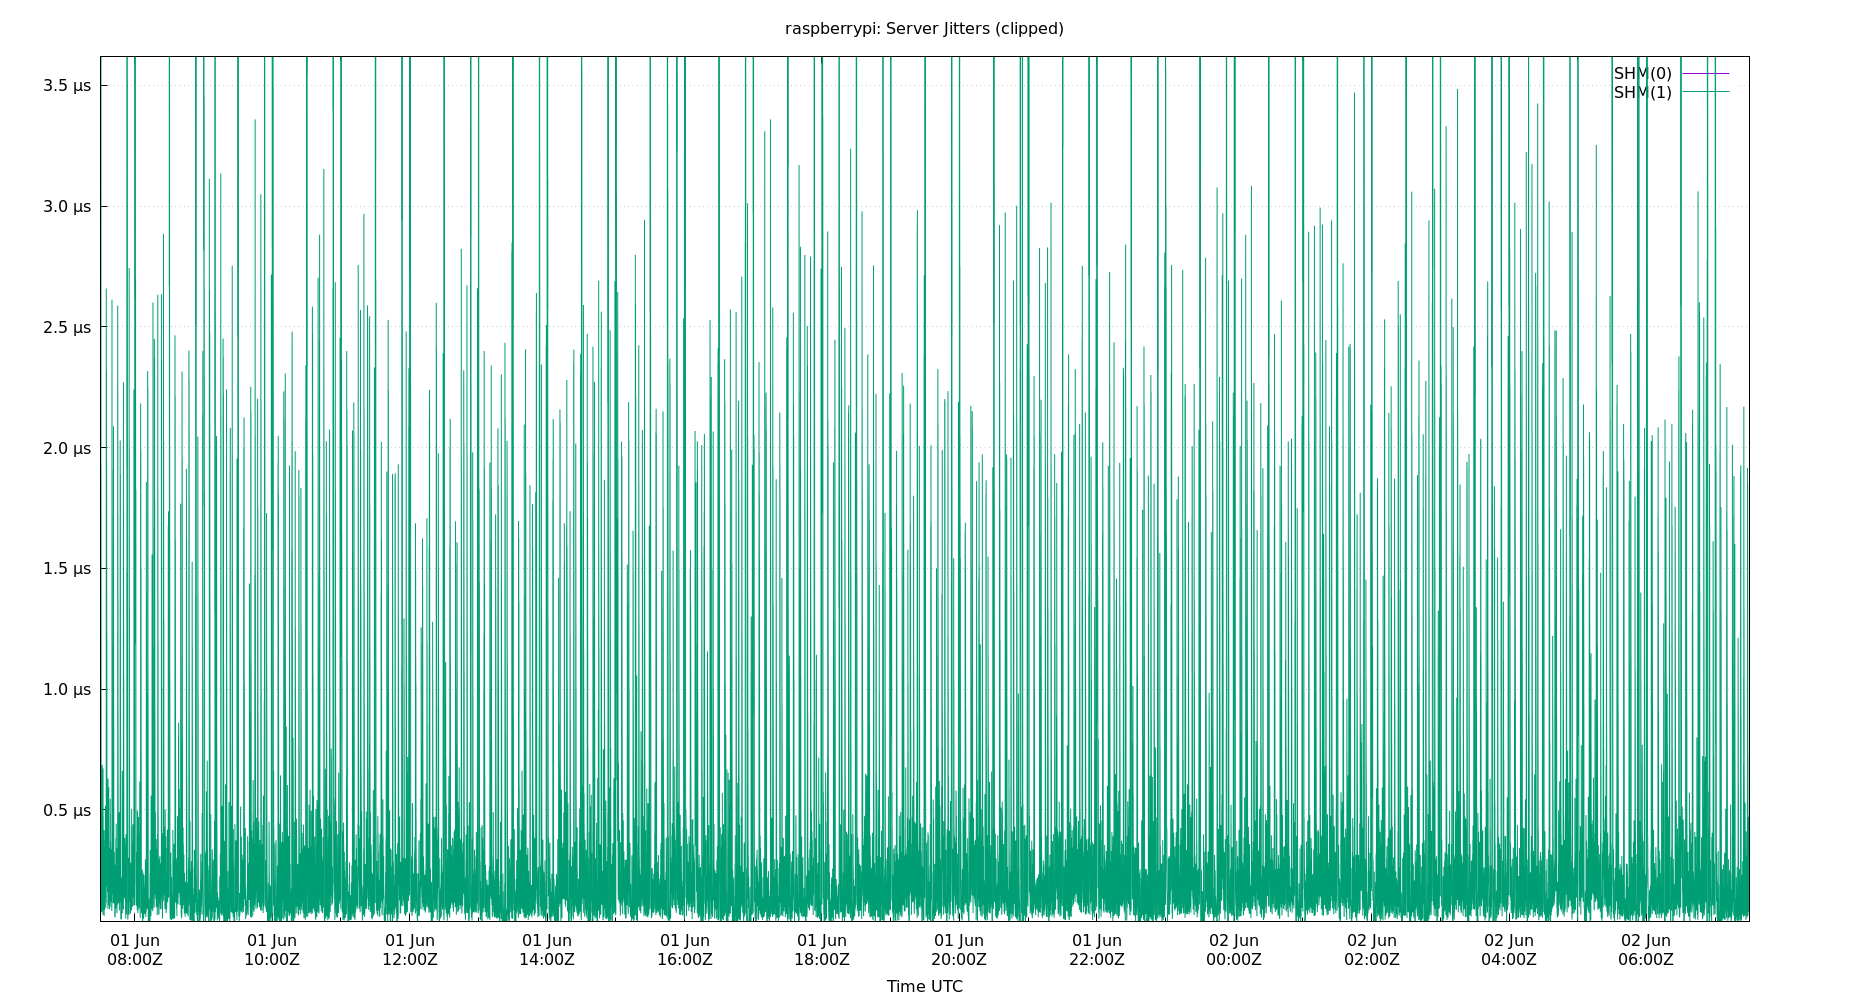 raspberrypi: Server Jitters (clipped)
3.5 µs
3.0 µs
2.5 µs
2.0 µs
1.5 µs
1.0 µs
0.5 µs
SHM(0)
SHM(1)
01 Jun 01 Jun 01 Jun 01 Jun 01 Jun 01 Jun 01 Jun 01 Jun 02 Jun 02 Jun 02 Jun 02 Jun
08:00Z 10:00Z 12:00Z 14:00Z 16:00Z 18:00Z 20:00Z 22:00Z 00:00Z 02:00Z 04:00Z 06:00Z
Time UTC